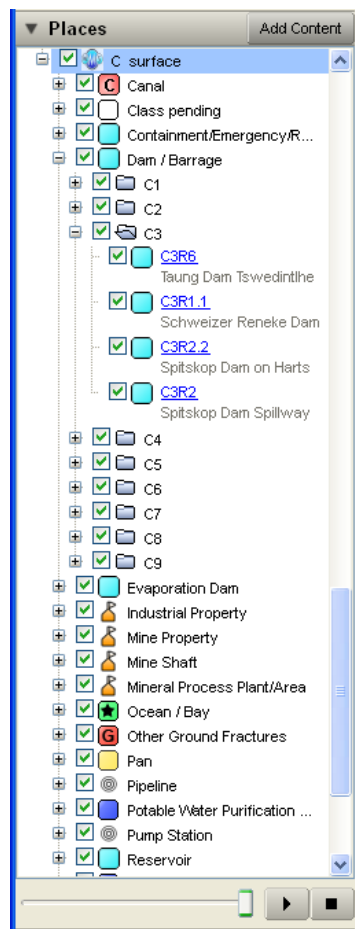 Places
Add Content
C surface
C Canal
Class pending
Containment/Emergency/R...
Dam / Barrage
C1
C2
C3
C3R6
Taung Dam Tswedintlhe
C3R1.1
Schweizer Reneke Dam
C3R2.2
Spitskop Dam on Harts
C3R2
Spitskop Dam Spillway
C4
C5
C6
C7
C8
C9
Evaporation Dam
Industrial Property
Mine Property
Mine Shaft
Mineral Process Plant/Area
Ocean / Bay
G Other Ground Fractures
Pan
Pipeline
Potable Water Purification ...
Pump Station
Reservoir